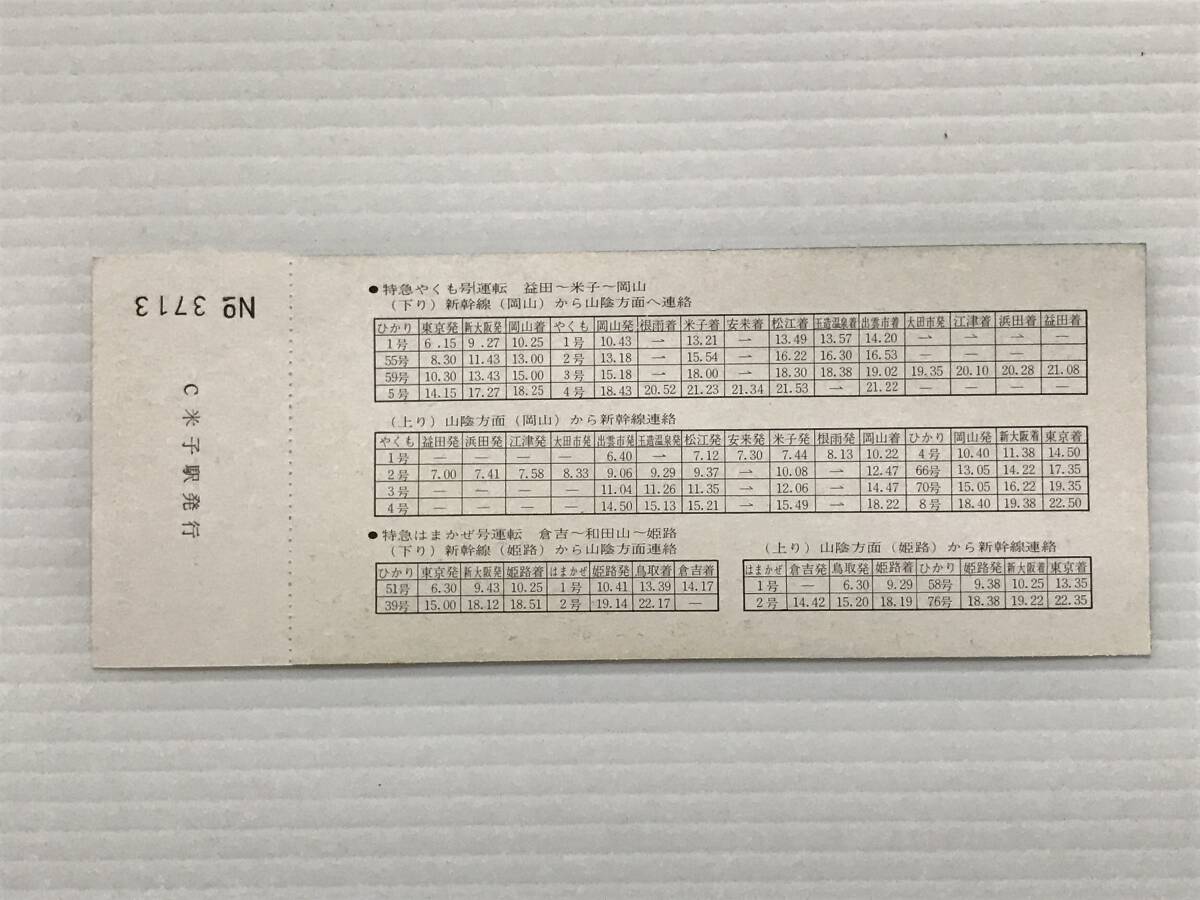 № 3713
C 米子駅発行
●特急やくも号運転 益田～米子～岡山
(下り) 新幹線 (岡山) から山陰方面へ連絡
ひかり 東京発 新大阪発 岡山着 やくも 岡山発 根雨着 米子着 安来着 松江着 玉造温泉着 出雲市着 大田市発 江津着 浜田着 益田着
1号 6.15 9.27 10.25 1号 10.43 → 13.21 → 13.49 13.57 14.20 — — — —
55号 8.30 11.43 13.00 2号 13.18 → 15.54 → 16.22 16.30 16.53 — — — —
59号 10.30 13.43 15.00 3号 15.18 → 18.00 → 18.30 18.38 19.02 19.35 20.10 20.28 21.08
5号 14.15 17.27 18.25 4号 18.43 20.52 21.23 21.34 21.53 → 21.22 — — — —
(上り) 山陰方面 (岡山) から新幹線連絡
やくも 益田発 浜田発 江津発 大田市発 出雲市発 玉造温泉発 松江発 安来発 米子発 根雨発 岡山着 ひかり 岡山発 新大阪着 東京着
1号 — — — — 6.40 → 7.12 7.30 7.44 8.13 10.22 4号 10.40 11.38 14.50
2号 7.00 7.41 7.58 8.33 9.06 9.29 9.37 → 10.08 → 12.47 66号 13.05 14.22 17.35
3号 — — — — 11.04 11.26 11.35 → 12.06 → 14.47 70号 15.05 16.22 19.35
4号 — — — — 14.50 15.13 15.21 → 15.49 → 18.22 8号 18.40 19.38 22.50
●特急はまかぜ号運転 倉吉～和田山～姫路
(下り) 新幹線 (姫路) から山陰方面連絡
ひかり 東京発 新大阪発 姫路着 はまかぜ 姫路発 鳥取着 倉吉着
51号 6.30 9.43 10.25 1号 10.41 13.39 14.17
39号 15.00 18.12 18.51 2号 19.14 22.17 —
(上り) 山陰方面 (姫路) から新幹線連絡
はまかぜ 倉吉発 鳥取発 姫路着 ひかり 姫路発 新大阪着 東京着
1号 — 6.30 9.29 58号 9.38 10.25 13.35
2号 14.42 15.20 18.19 76号 18.38 19.22 22.35